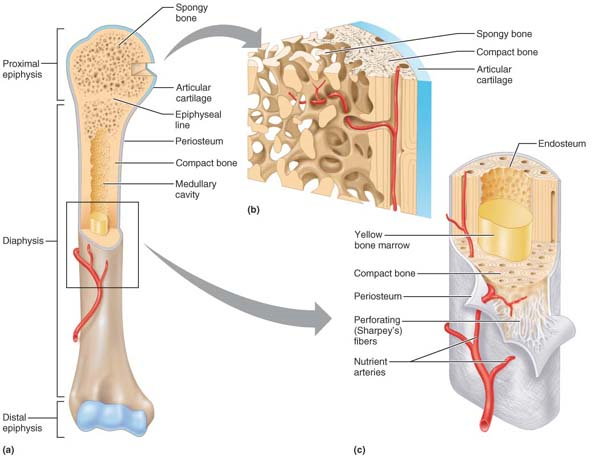 Spongy
bone
Proximal
epiphysis
Articular
cartilage
Epiphyseal
line
Periosteum
Compact bone
Medullary
cavity
Diaphysis
Distal
epiphysis
(a)
Spongy bone
Compact bone
Articular
cartilage
(b)
Endosteum
Yellow
bone marrow
Compact bone
Periosteum
Perforating
(Sharpey's)
fibers
Nutrient
arteries
(c)